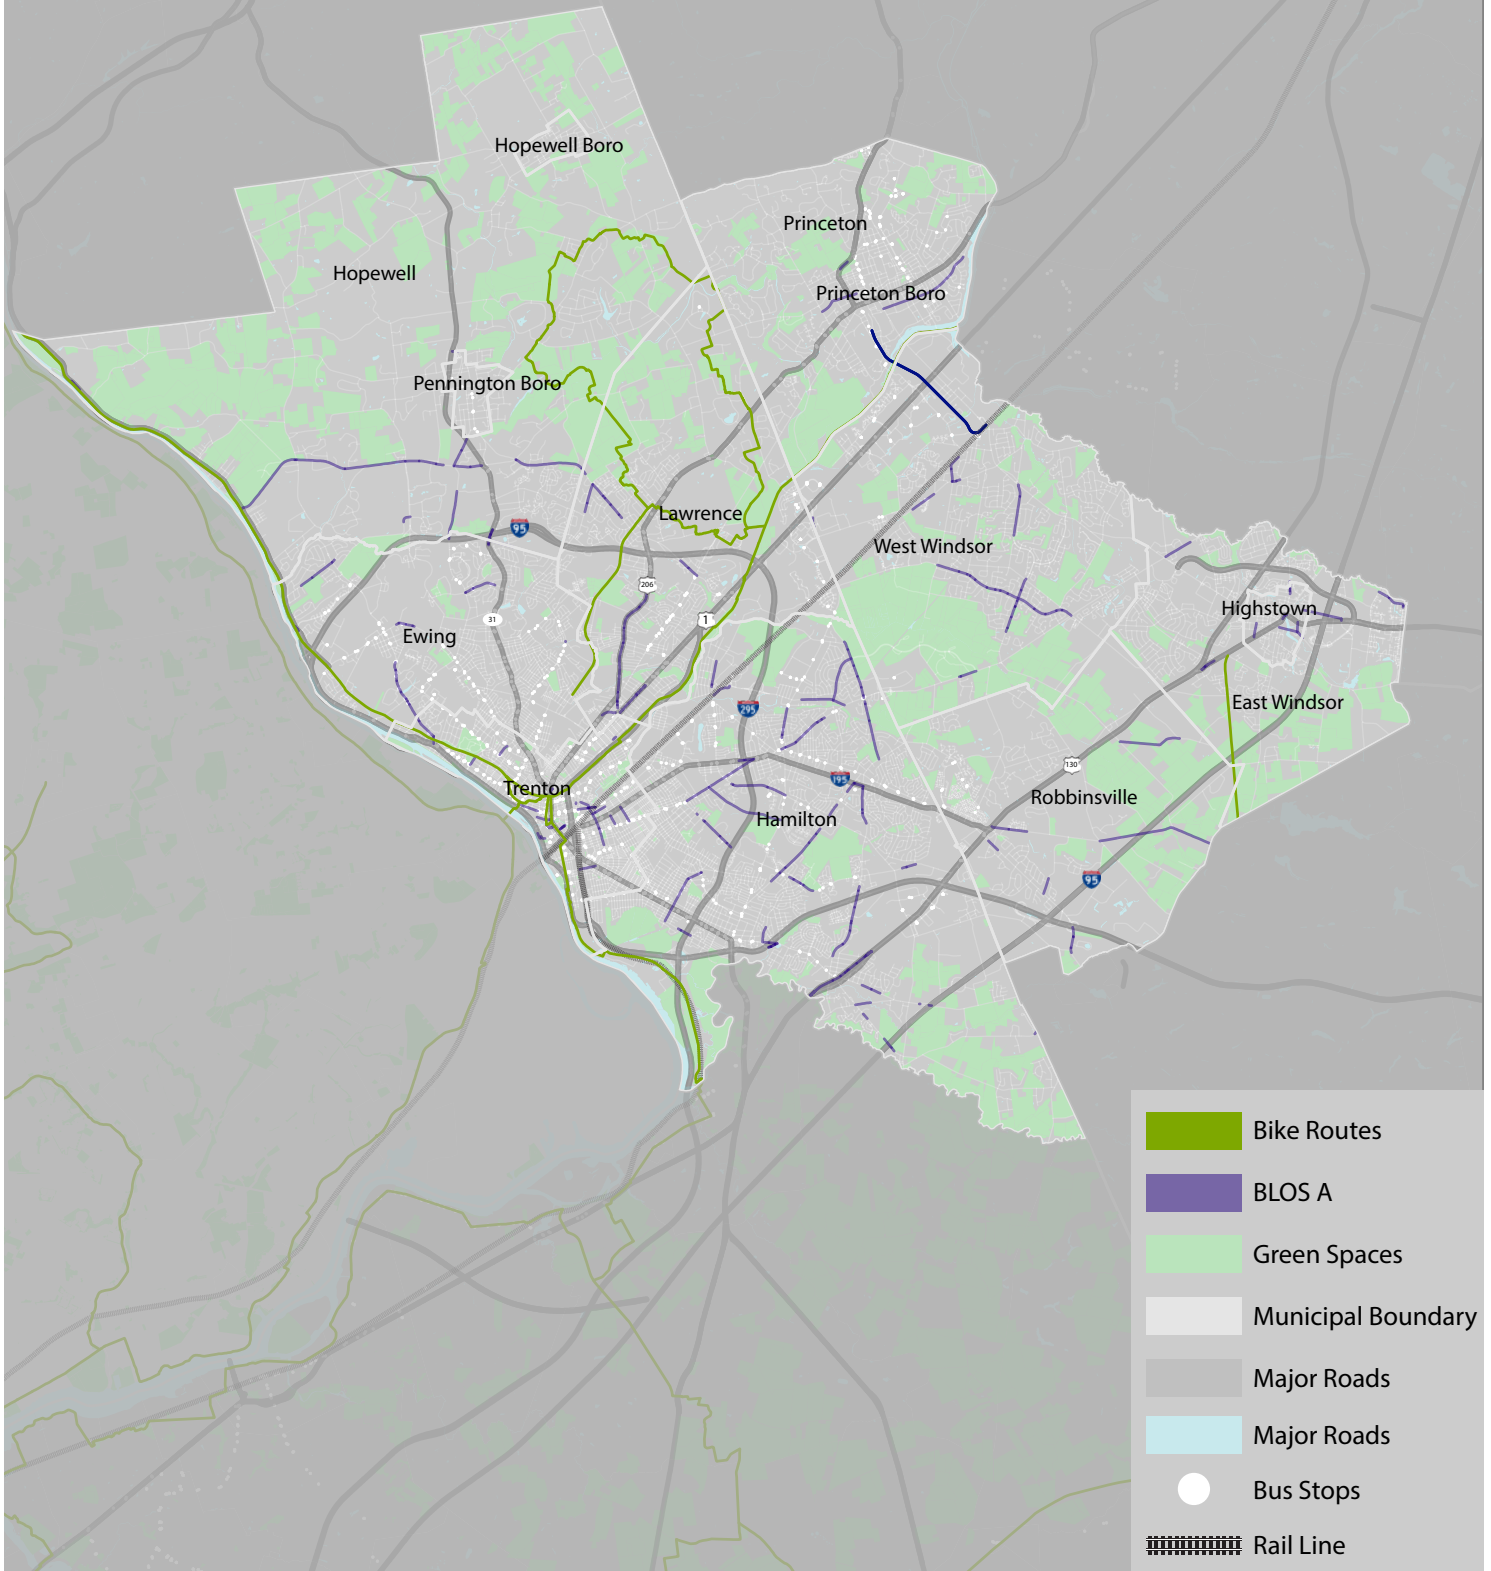 Hopewell Boro
Princeton
Hopewell
Princeton Boro
Pennington Boro
Lawrence
95
West Windsor
206
Highstown
31
1
Ewing
East Windsor
295
130
195
Trenton
Robbinsville
Hamilton
95
Bike Routes
BLOS A
Green Spaces
Municipal Boundary
Major Roads
Major Roads
Bus Stops
Rail Line